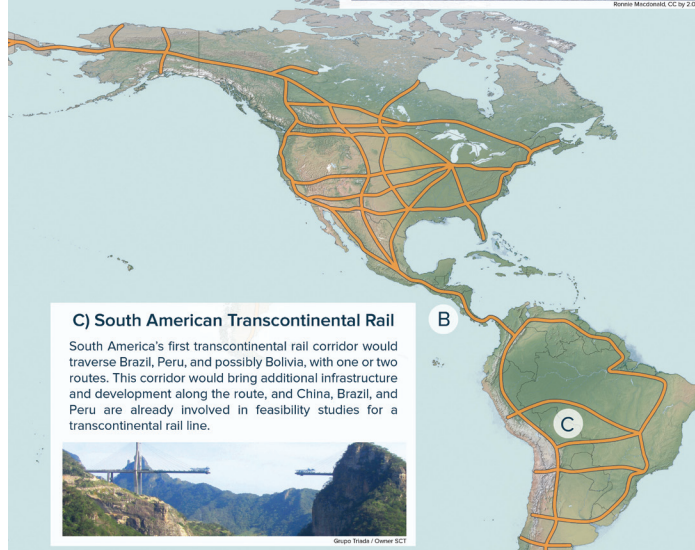 Ronnie Macdonald, CC by 2.0
B
C) South American Transcontinental Rail
South America's first transcontinental rail corridor would
traverse Brazil, Peru, and possibly Bolivia, with one or two
routes. This corridor would bring additional infrastructure
and development along the route, and China, Brazil, and
Peru are already involved in feasibility studies for a
transcontinental rail line.
C
Grupo Triada / Owner SCT